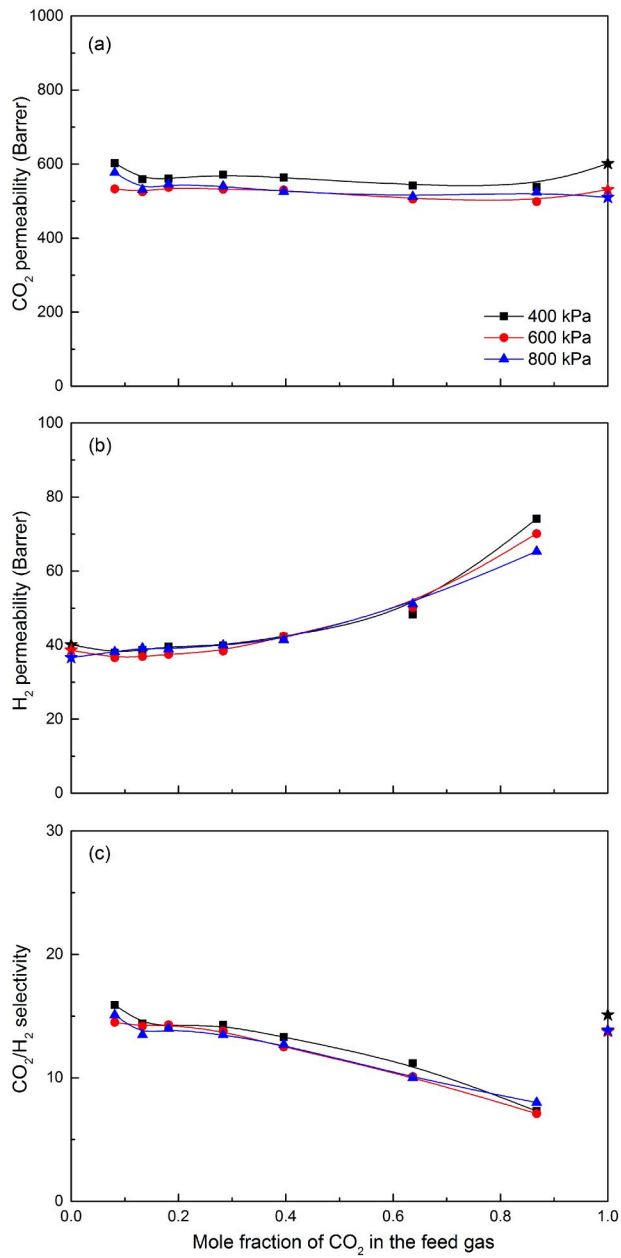 (a)
1000
800
600
400
200
0
CO2 permeability (Barrer)
400 kPa
600 kPa
800 kPa
(b)
100
80
60
40
20
0
H2 permeability (Barrer)
(c)
30
20
10
0
CO2/H2 selectivity
0.0 0.2 0.4 0.6 0.8 1.0
Mole fraction of CO2 in the feed gas